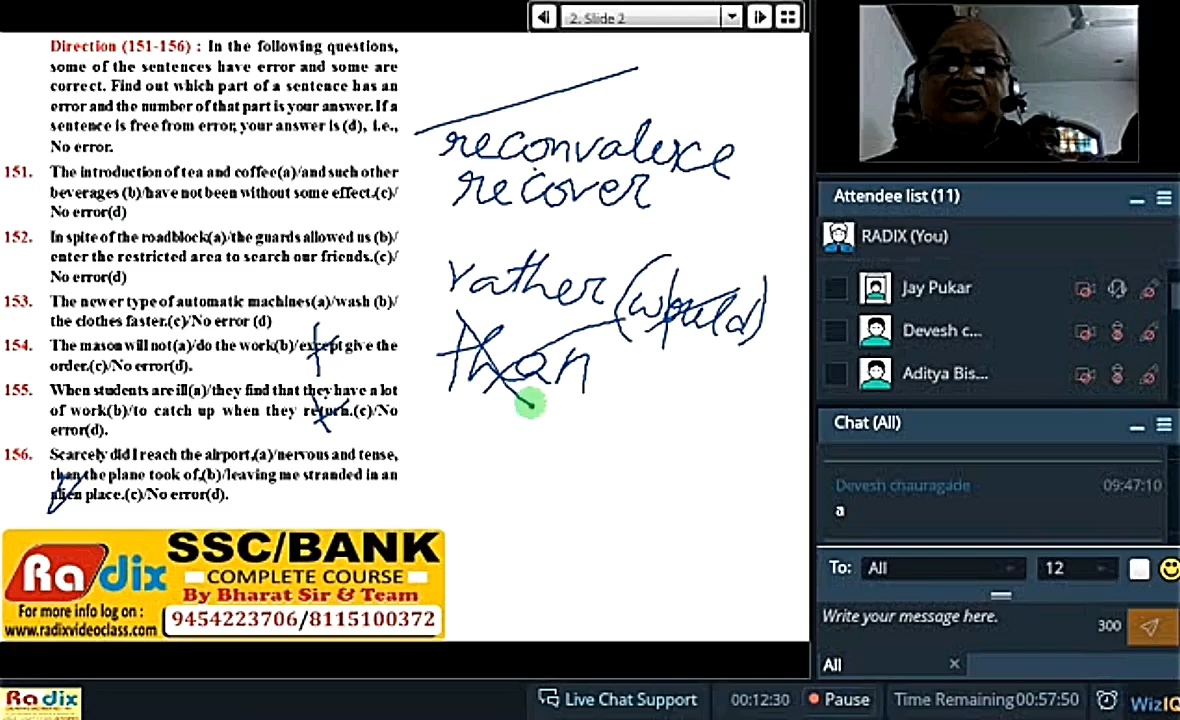 2. Slide 2
Direction (151-156) : In the following questions,
some of the sentences have error and some are
correct. Find out which part of a sentence has an
error and the number of that part is your answer. If a
sentence is free from error, your answer is (d), i.e.,
No error.
151. The introduction of tea and coffee(a)/and such other
beverages (b)/have not been without some effect.(c)/
No error(d)
152. In spite of the roadblock(a)/the guards allowed us (b)/
enter the restricted area to search our friends.(c)/
No error(d)
153. The newer type of automatic machines(a)/wash (b)/
the clothes faster.(c)/No error (d)
154. The mason will not(a)/do the work(b)/except give the
order.(c)/No error(d).
155. When students are ill(a)/they find that they have a lot
of work(b)/to catch up when they return.(c)/No
error(d).
156. Scarcely did I reach the airport,(a)/nervous and tense,
than the plane took of,(b)/leaving me stranded in an
alien place.(c)/No error(d).
recover
rather (would)
than
Radix
For more info log on :
www.radixvideoclass.com
SSC/BANK
COMPLETE COURSE
By Bharat Sir & Team
9454223706/8115100372
Attendee list (11)
RADIX (You)
Jay Pukar
Devesh c...
Aditya Bis...
Chat (All)
Devesh chauragade 09:47:10
a
To: All 12
Write your message here. 300
All
Radix
Live Chat Support 00:12:30 Pause Time Remaining 00:57:50 WizIQ